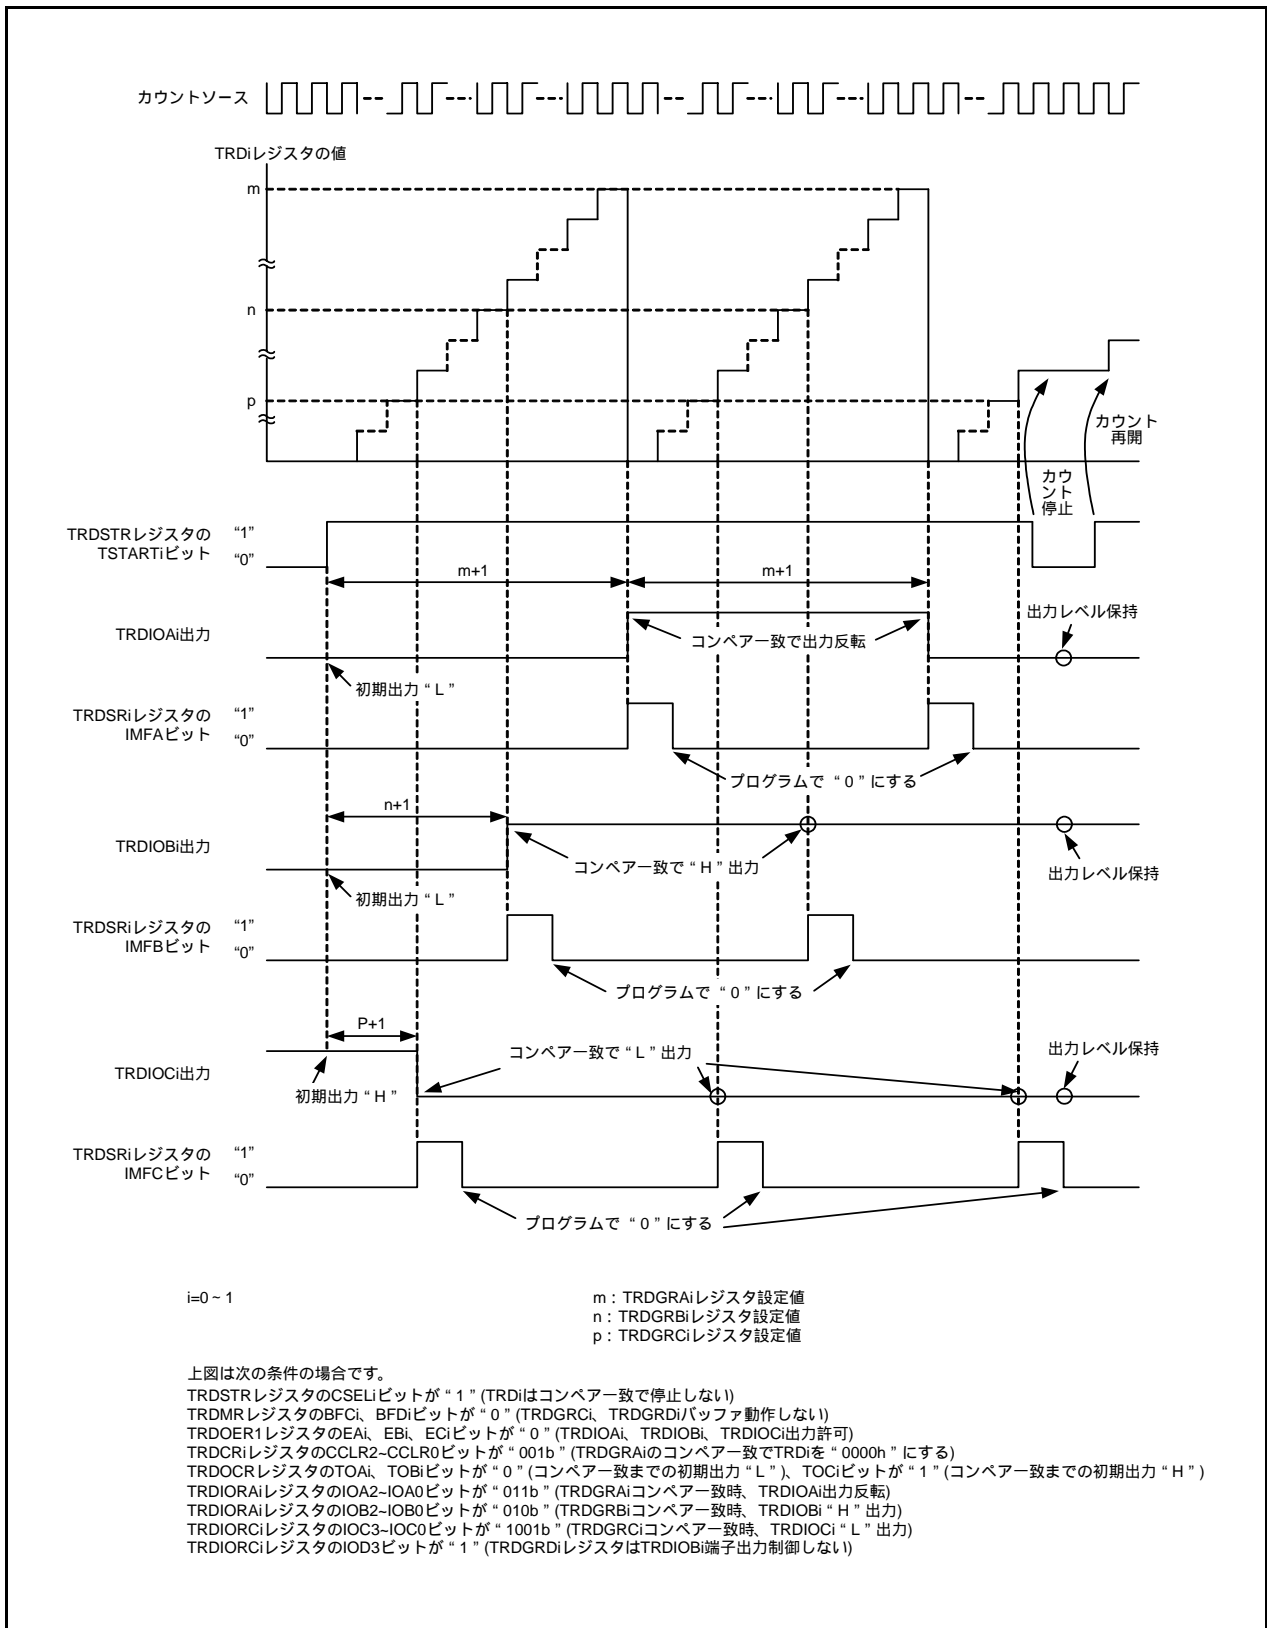 カウントソース
TRDiレジスタの値
m
n
p
カウント
再開
カウ
ント
停止
TRDSTRレジスタの
TSTARTiビット
“1”
“0”
m+1
m+1
TRDIOAi出力
コンペア一致で出力反転
出力レベル保持
初期出力 “ L ”
TRDSRiレジスタの
IMFAビット
“1”
“0”
プログラムで “ 0 ” にする
n+1
TRDIOBi出力
コンペア一致で “ H ” 出力
出力レベル保持
初期出力 “ L ”
TRDSRiレジスタの
IMFBビット
“1”
“0”
プログラムで “ 0 ” にする
P+1
TRDIOCi出力
コンペア一致で “ L ” 出力
出力レベル保持
初期出力 “ H ”
TRDSRiレジスタの
IMFCビット
“1”
“0”
プログラムで “ 0 ” にする
i=0 ~ 1
m : TRDGRAiレジスタ設定値
n : TRDGRBiレジスタ設定値
p : TRDGRCiレジスタ設定値
上図は次の条件の場合です。
TRDSTRレジスタのCSELiビットが “ 1 ” (TRDiはコンペア一致で停止しない)
TRDMRレジスタのBFCi、BFDiビットが “ 0 ” (TRDGRCi、TRDGRDiバッファ動作しない)
TRDOER1レジスタのEAi、EBi、ECiビットが “ 0 ” (TRDIOAi、TRDIOBi、TRDIOCi出力許可)
TRDCRiレジスタのCCLR2~CCLR0ビットが “ 001b ” (TRDGRAiのコンペア一致でTRDiを “ 0000h ” にする)
TRDOCRレジスタのTOAi、TOBiビットが “ 0 ” (コンペア一致までの初期出力 “ L ” )、TOCiビットが “ 1 ” (コンペア一致までの初期出力 “ H ” )
TRDIORAiレジスタのIOA2~IOA0ビットが “ 011b ” (TRDGRAiコンペア一致時、TRDIOAi出力反転)
TRDIORAiレジスタのIOB2~IOB0ビットが “ 010b ” (TRDGRBiコンペア一致時、TRDIOBi “ H ” 出力)
TRDIORCiレジスタのIOC3~IOC0ビットが “ 1001b ” (TRDGRCiコンペア一致時、TRDIOCi “ L ” 出力)
TRDIORCiレジスタのIOD3ビットが “ 1 ” (TRDGRDiレジスタはTRDIOBi端子出力制御しない)